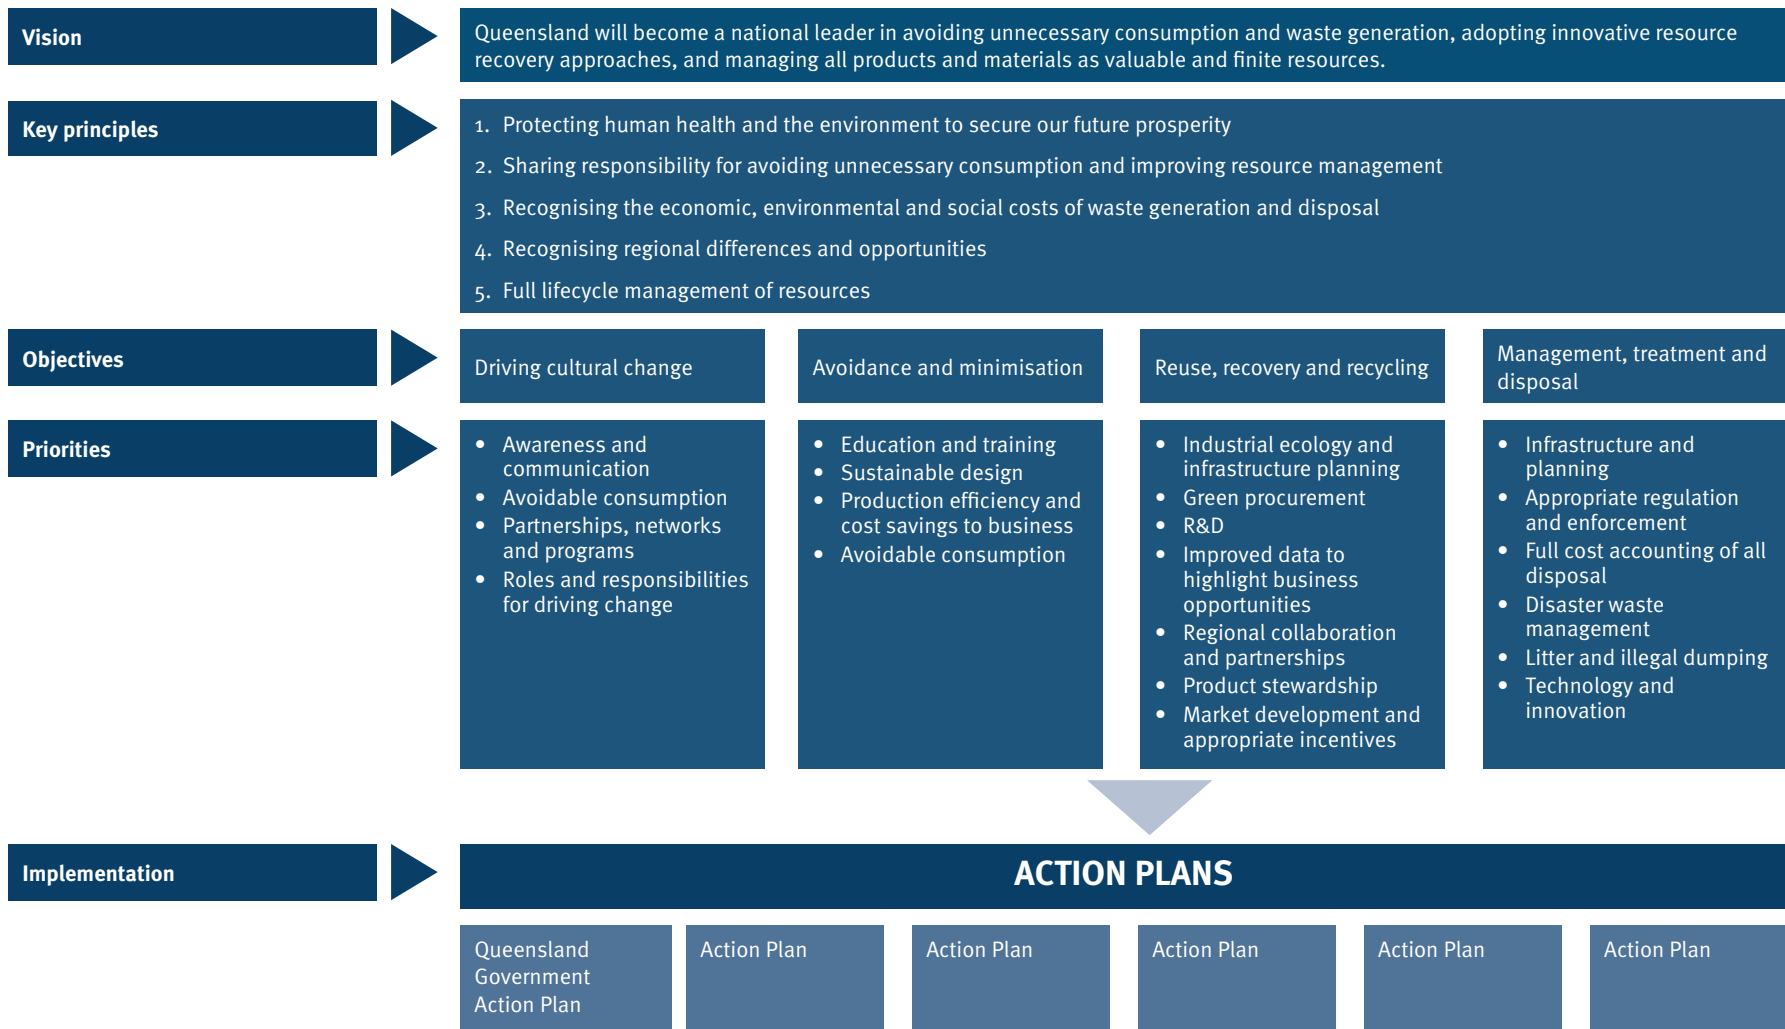 Vision
Queensland will become a national leader in avoiding unnecessary consumption and waste generation, adopting innovative resource
recovery approaches, and managing all products and materials as valuable and finite resources.
Key principles
1. Protecting human health and the environment to secure our future prosperity
2. Sharing responsibility for avoiding unnecessary consumption and improving resource management
3. Recognising the economic, environmental and social costs of waste generation and disposal
4. Recognising regional differences and opportunities
5. Full lifecycle management of resources
Objectives
Driving cultural change
Avoidance and minimisation
Reuse, recovery and recycling
Management, treatment and
disposal
Priorities
• Awareness and
communication
• Avoidable consumption
• Partnerships, networks
and programs
• Roles and responsibilities
for driving change
• Education and training
• Sustainable design
• Production efficiency and
cost savings to business
• Avoidable consumption
• Industrial ecology and
infrastructure planning
• Green procurement
• R&D
• Improved data to
highlight business
opportunities
• Regional collaboration
and partnerships
• Product stewardship
• Market development and
appropriate incentives
• Infrastructure and
planning
• Appropriate regulation
and enforcement
• Full cost accounting of all
disposal
• Disaster waste
management
• Litter and illegal dumping
• Technology and
innovation
Implementation
ACTION PLANS
Queensland
Government
Action Plan
Action Plan
Action Plan
Action Plan
Action Plan
Action Plan